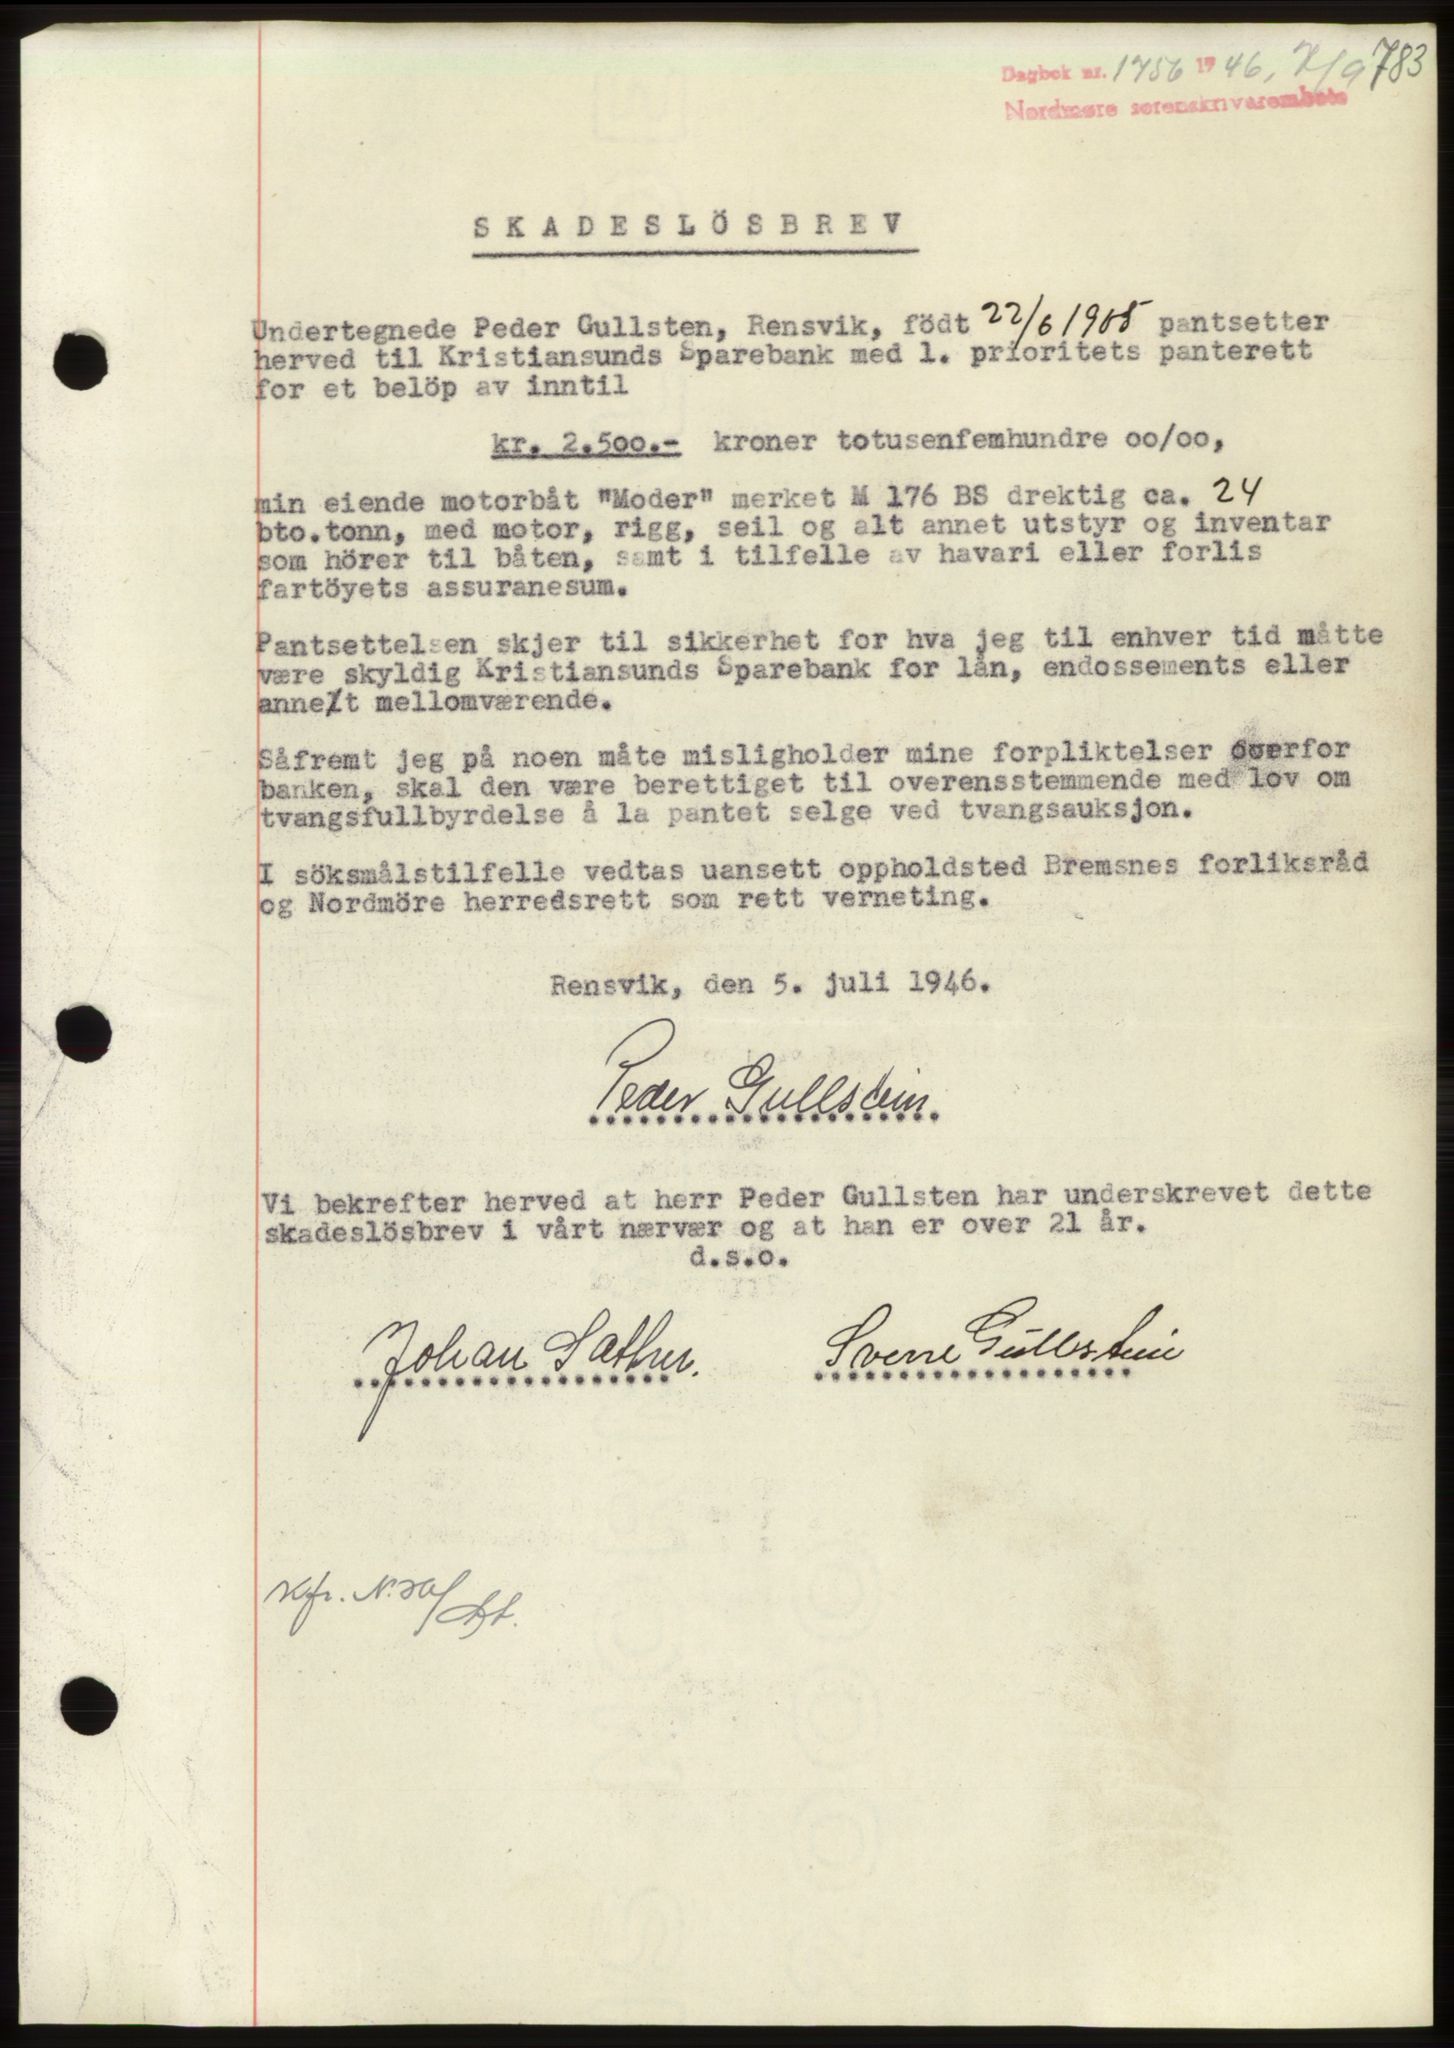 783
Dagbok nr. 1756 19 46,
Nordmøre sorenskrivarembete
SKADESLÖSBREV
Undertegnede Peder Gullsten, Rensvik, födt 22/6 1905 pantsetter
herved til Kristiansunds Sparebank med 1. prioritets panterett
for et belöp av inntil
kr. 2.500.- kroner totusenfemhundre oo/oo,
min eiende motorbåt "Moder" merket M 176 BS drektig ca. 24
bto.tonn, med motor, rigg, seil og alt annet utstyr og inventar
som hörer til båten, samt i tilfelle av havari eller forlis
fartöyets assuranesum.
Pantsettelsen skjer til sikkerhet for hva jeg til enhver tid måtte
være skyldig Kristiansunds Sparebank for lån, endossements eller
annet mellomværende.
Såfremt jeg på noen måte misligholder mine forpliktelser overfor
banken, skal den være berettiget til overensstemmende med lov om
tvangsfullbyrdelse å la pantet selge ved tvangsauksjon.
I söksmålstilfelle vedtas uansett oppholdsted Bremsnes forliksråd
og Nordmöre herredsrett som rett verneting.
Rensvik, den 5. juli 1946.
Peder Gullstein
Vi bekrefter herved at herr Peder Gullsten har underskrevet dette
skadeslösbrev i vårt nærvær og at han er over 21 år.
d.s.o.
Johan Sather. Sverre Gullstein
Kfr.